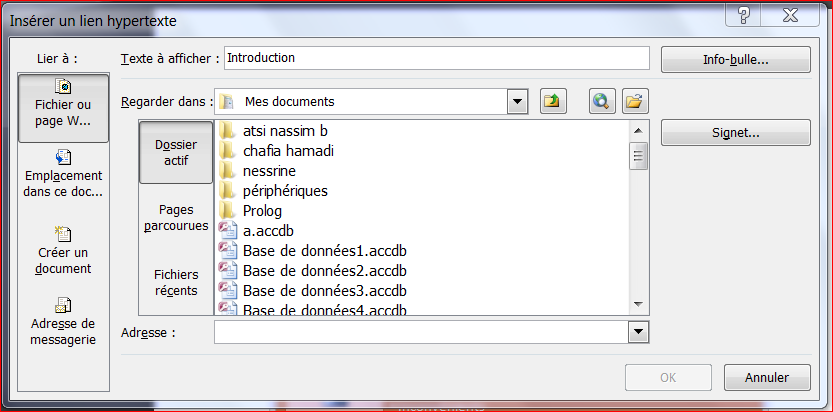 Insérer un lien hypertexte
Lier à :
Texte à afficher : Introduction
Info-bulle...
Fichier ou
page W...
Regarder dans : Mes documents
Emplacement
dans ce doc...
Créer un
document
Adresse de
messagerie
Dossier
actif
Pages
parcourues
Fichiers
récents
atsi nassim b
chafia hamadi
nessrine
périphériques
Prolog
a.accdb
Base de données1.accdb
Base de données2.accdb
Base de données3.accdb
Base de données4.accdb
Signet...
Adresse :
OK
Annuler